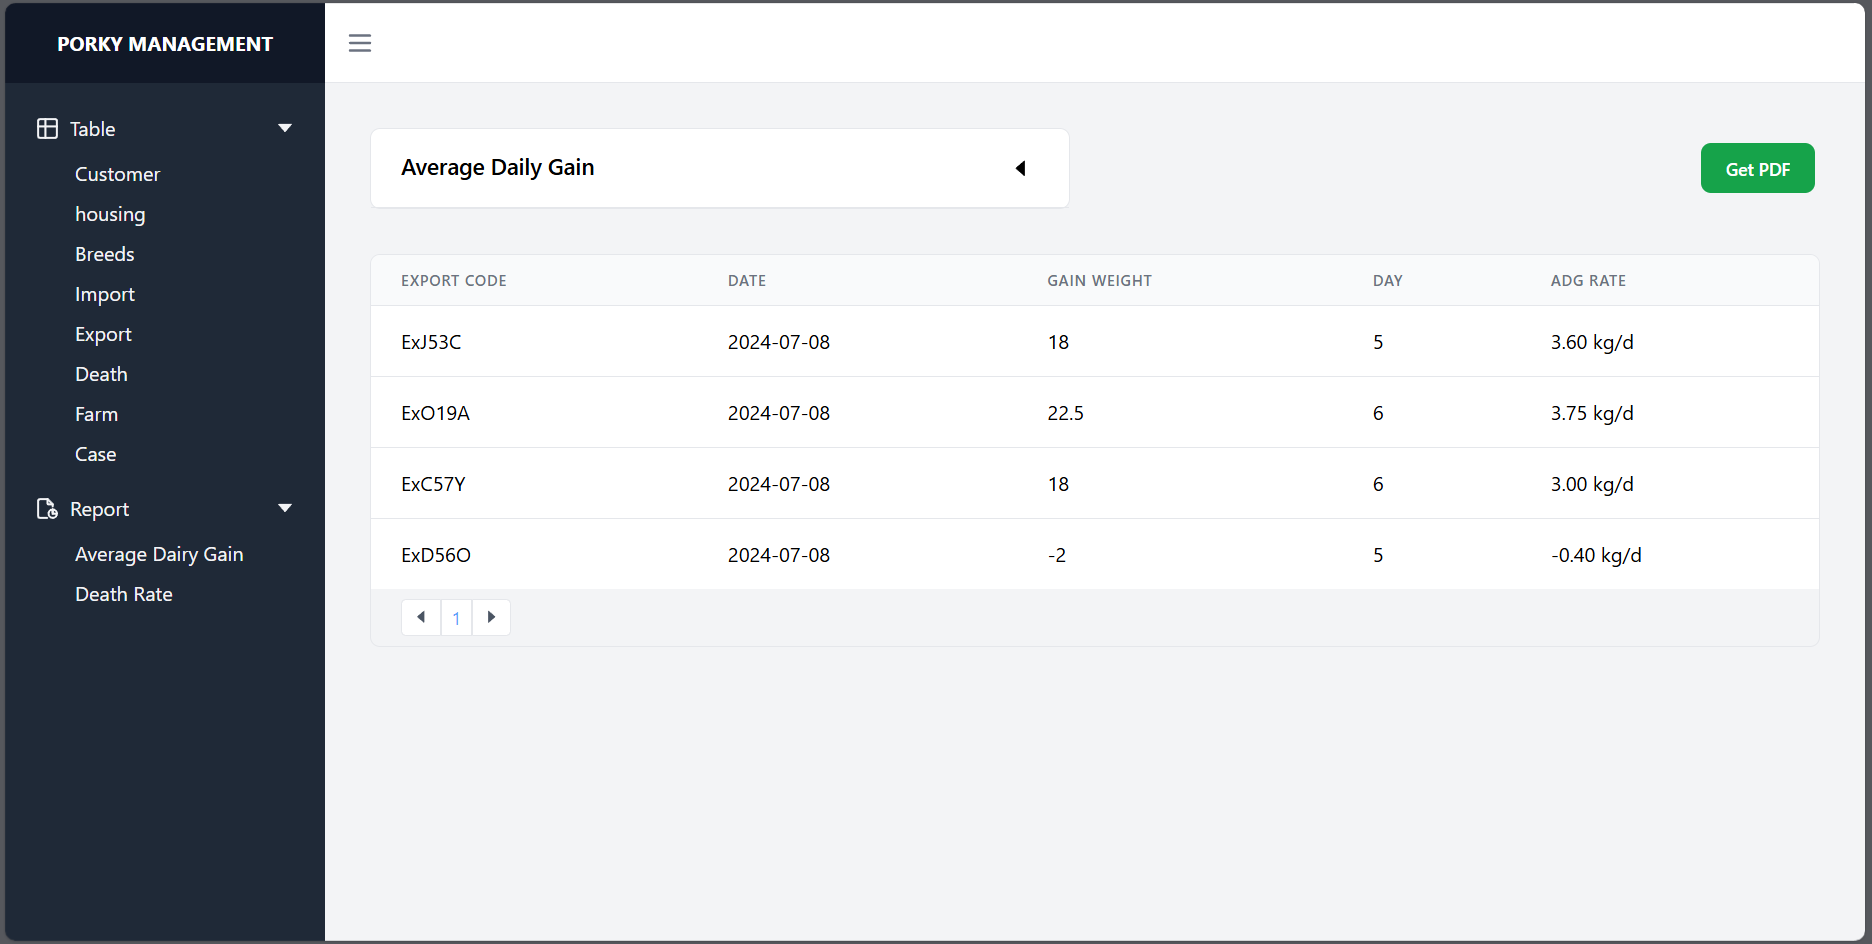 PORKY MANAGEMENT
Table
Customer
housing
Breeds
Import
Export
Death
Farm
Case
Report
Average Dairy Gain
Death Rate
Average Daily Gain
Get PDF
EXPORT CODE DATE GAIN WEIGHT DAY ADG RATE
ExJ53C 2024-07-08 18 5 3.60 kg/d
ExO19A 2024-07-08 22.5 6 3.75 kg/d
ExC57Y 2024-07-08 18 6 3.00 kg/d
ExD56O 2024-07-08 -2 5 -0.40 kg/d
1